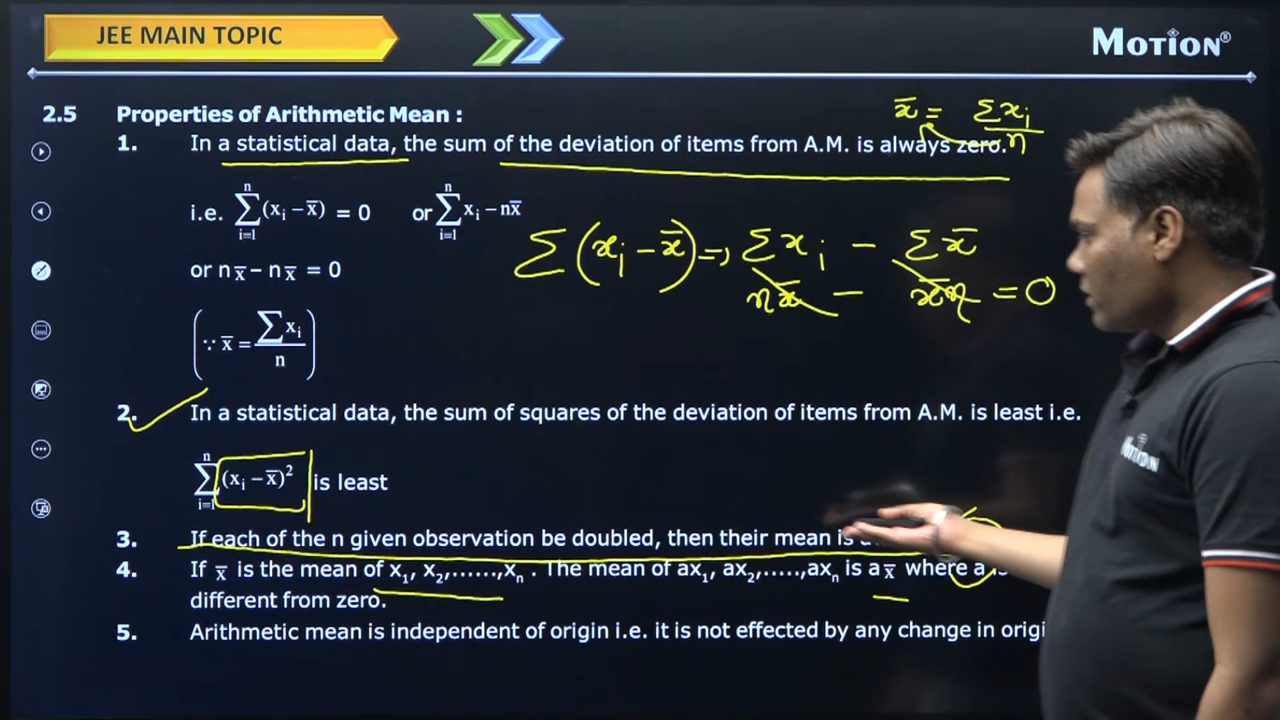 JEE MAIN TOPIC
MOTION®
2.5 Properties of Arithmetic Mean :
x̄ = Σxi/n
1. In a statistical data, the sum of the deviation of items from A.M. is always zero.
i.e. ∑ⁿᵢ₌₁(xᵢ – x̄) = 0 or ∑ⁿᵢ₌₁xᵢ – nx̄
Σ(xi – x̄) ⇒ Σxi – Σx̄
or nx̄ – nx̄ = 0
nx̄ – x̄n = 0
(∵ x̄ = ∑xᵢ/n)
2. In a statistical data, the sum of squares of the deviation of items from A.M. is least i.e.
∑ⁿᵢ₌₁(xᵢ – x̄)² is least
3. If each of the n given observation be doubled, then their mean is
4. If x̄ is the mean of x₁, x₂,......,xₙ . The mean of ax₁, ax₂,.....,axₙ is ax̄ where a is
different from zero.
5. Arithmetic mean is independent of origin i.e. it is not effected by any change in origi
MOTION